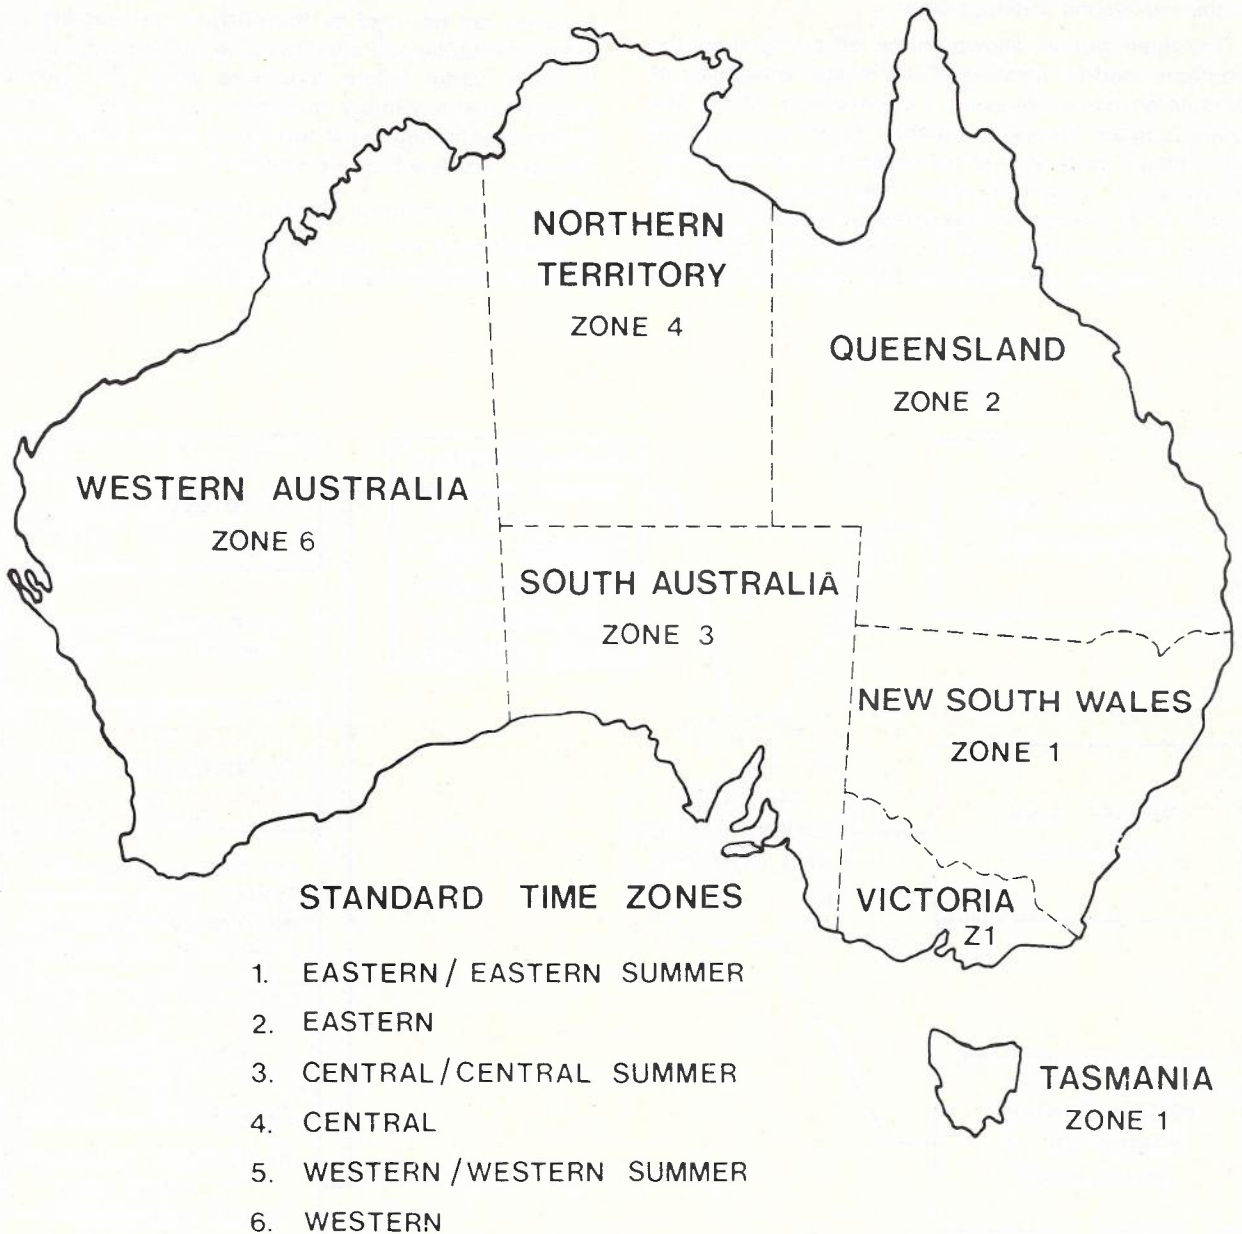 NORTHERN
TERRITORY
ZONE 4
QUEENSLAND
ZONE 2
WESTERN AUSTRALIA
ZONE 6
SOUTH AUSTRALIA
ZONE 3
NEW SOUTH WALES
ZONE 1
VICTORIA
Z1
TASMANIA
ZONE 1
STANDARD TIME ZONES
1. EASTERN / EASTERN SUMMER
2. EASTERN
3. CENTRAL / CENTRAL SUMMER
4. CENTRAL
5. WESTERN / WESTERN SUMMER
6. WESTERN